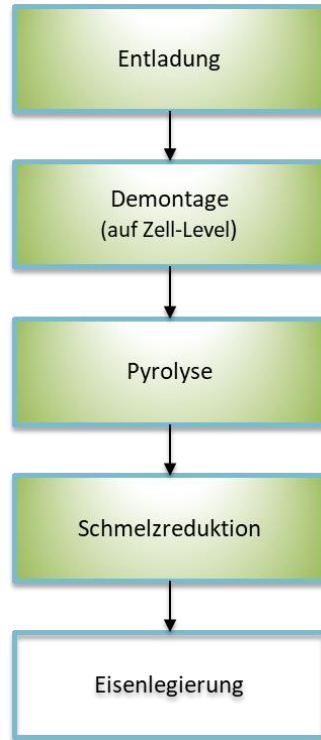 Entladung
Demontage
(auf Zell-Level)
Pyrolyse
Schmelzreduktion
Eisenlegierung